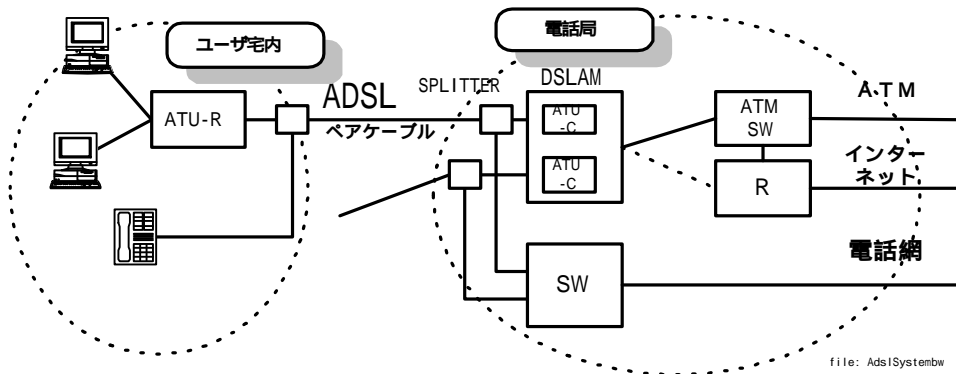 ユーザ宅内
電話局
ADSL
SPLITTER
DSLAM
ATM
ATU-R
ペアケーブル
ATU
-C
ATU
-C
ATM
SW
インター
ネット
R
電話網
SW
file: AdslSystembw